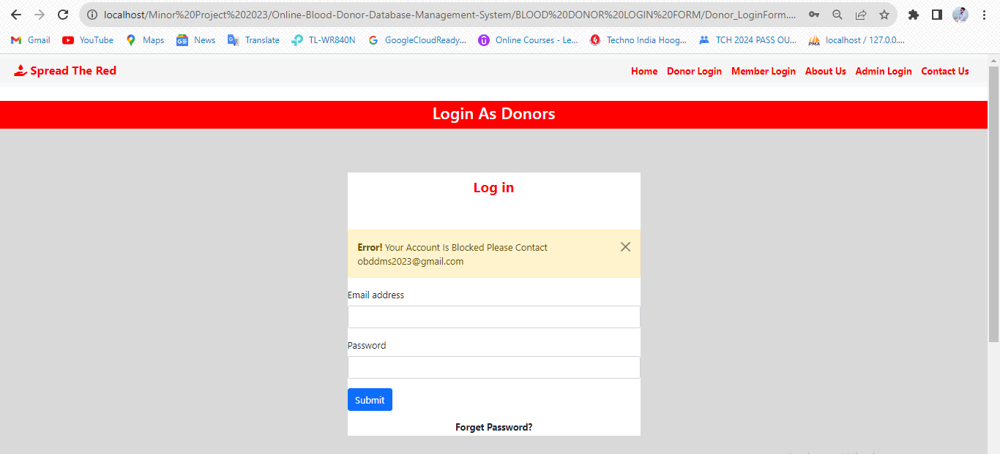 localhost/Minor%20Project%202023/Online-Blood-Donor-Database-Management-System/BLOOD%20DONOR%20LOGIN%20FORM/Donor_LoginForm....
Gmail YouTube Maps News Translate TL-WR840N GoogleCloudReady... Online Courses - Le... Techno India Hoog... TCH 2024 PASS OU... localhost / 127.0.0....
Spread The Red Home Donor Login Member Login About Us Admin Login Contact Us
Login As Donors
Log in
Error! Your Account Is Blocked Please Contact
obddms2023@gmail.com
Email address
Password
Submit
Forget Password?